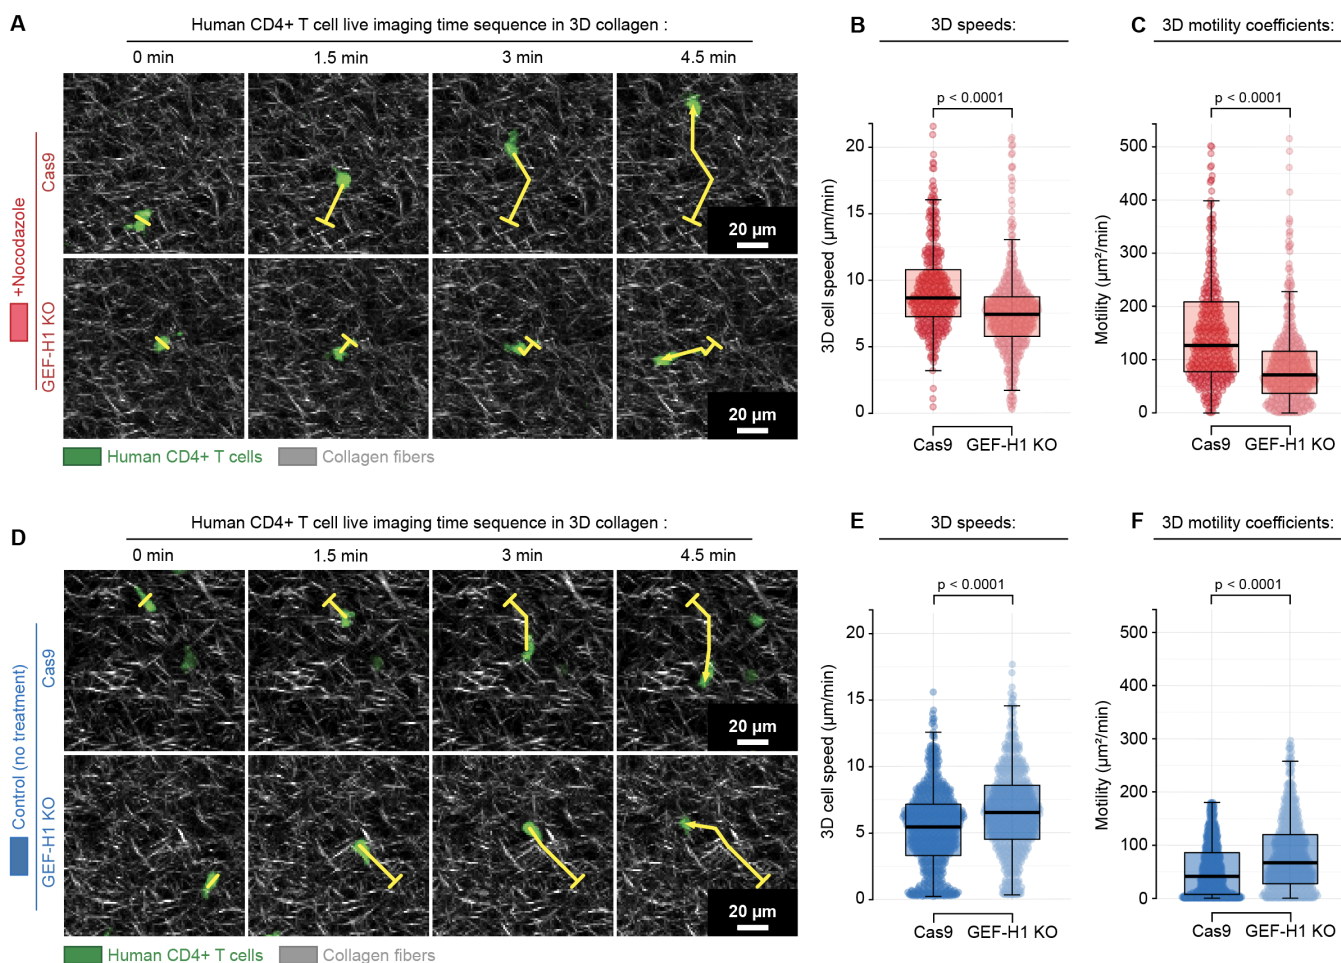 A
Human CD4+ T cell live imaging time sequence in 3D collagen :
0 min
1.5 min
3 min
4.5 min
+Nocodazole
Cas9
GEF-H1 KO
20 µm
20 µm
Human CD4+ T cells
Collagen fibers
B
3D speeds:
p < 0.0001
3D cell speed (µm/min)
20
15
10
5
0
Cas9
GEF-H1 KO
C
3D motility coefficients:
p < 0.0001
Motility (µm²/min)
500
400
300
200
100
0
Cas9
GEF-H1 KO
D
Human CD4+ T cell live imaging time sequence in 3D collagen :
0 min
1.5 min
3 min
4.5 min
Control (no treatment)
Cas9
GEF-H1 KO
20 µm
20 µm
Human CD4+ T cells
Collagen fibers
E
3D speeds:
p < 0.0001
3D cell speed (µm/min)
20
15
10
5
0
Cas9
GEF-H1 KO
F
3D motility coefficients:
p < 0.0001
Motility (µm²/min)
500
400
300
200
100
0
Cas9
GEF-H1 KO